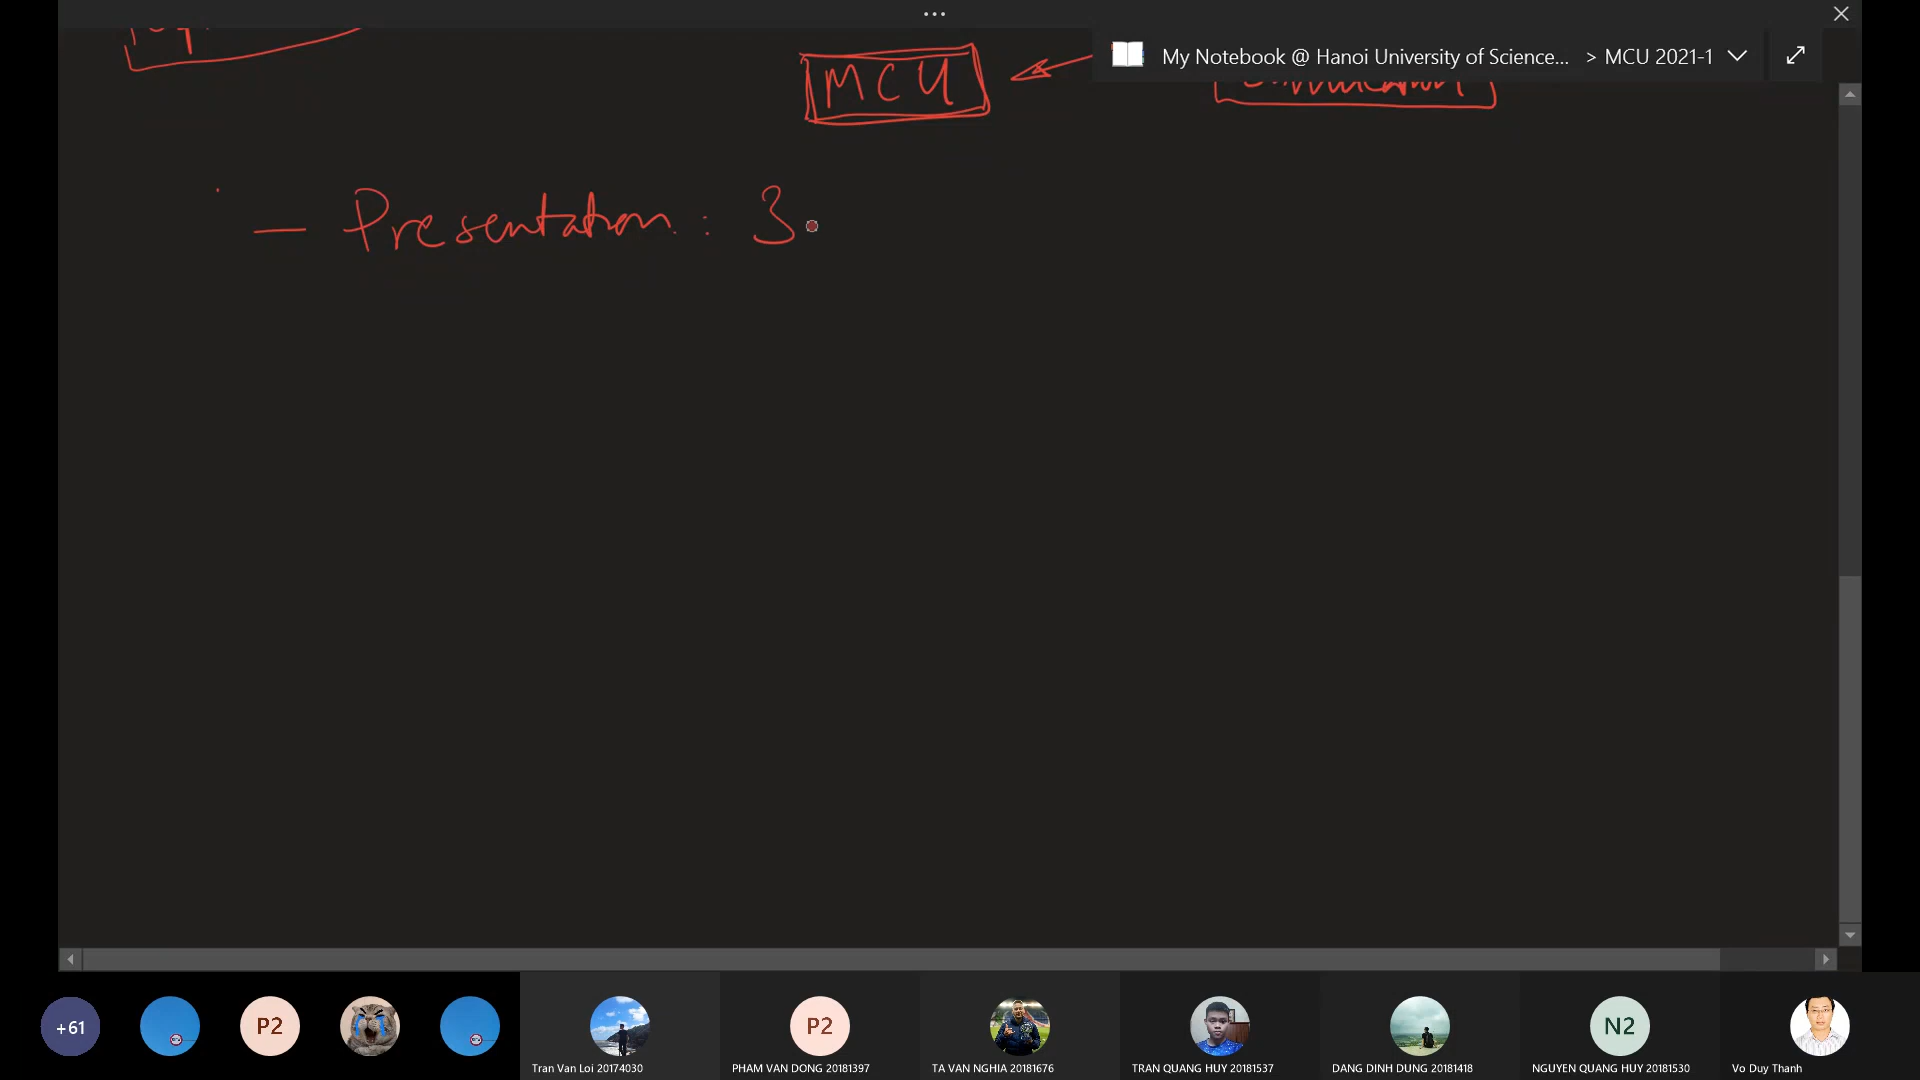 My Notebook @ Hanoi University of Science... > MCU 2021-1
MCU
— Presentation : 3
+61
P2
Tran Van Loi 20174030
P2
PHAM VAN DONG 20181397
TA VAN NGHIA 20181676
TRAN QUANG HUY 20181537
DANG DINH DUNG 20181418
N2
NGUYEN QUANG HUY 20181530
Vo Duy Thanh